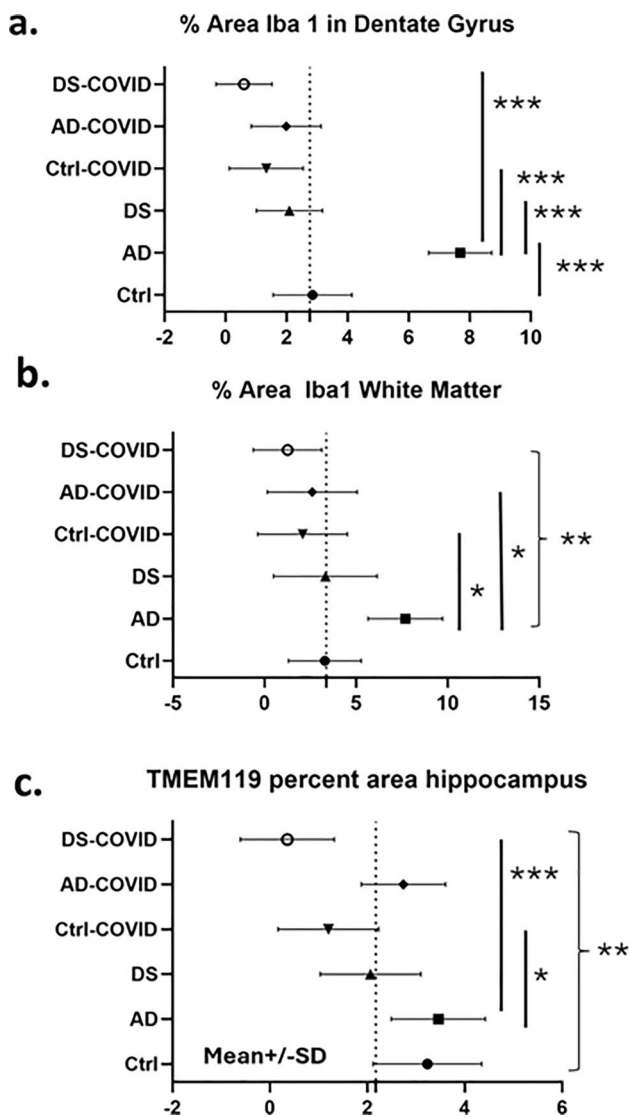 a.
% Area Iba 1 in Dentate Gyrus
DS-COVID
AD-COVID
Ctrl-COVID
DS
AD
Ctrl
***
***
***
***
-2 0 2 4 6 8 10
b.
% Area Iba1 White Matter
DS-COVID
AD-COVID
Ctrl-COVID
DS
AD
Ctrl
**
*
*
-5 0 5 10 15
c.
TMEM119 percent area hippocampus
DS-COVID
AD-COVID
Ctrl-COVID
DS
AD
Ctrl
***
**
*
Mean+/-SD
-2 0 2 4 6